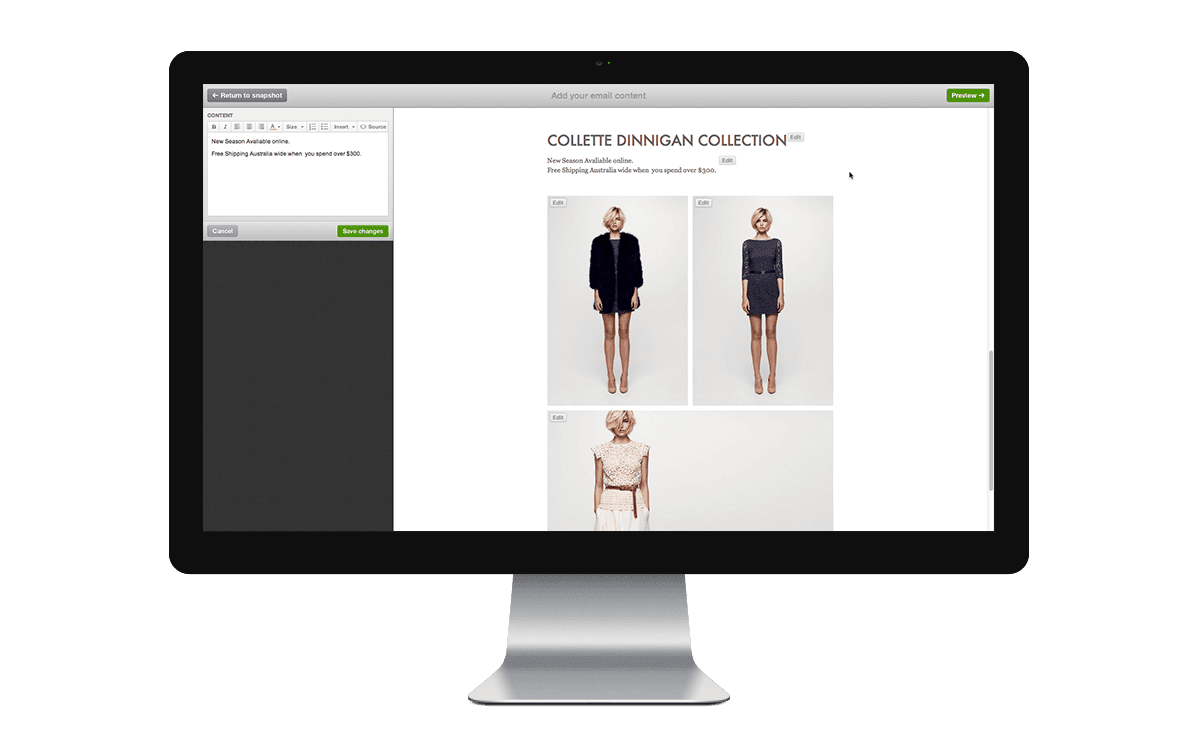 ← Return to snapshot
Add your email content
Preview →
CONTENT
B I A Size Insert <> Source
New Season Avaliable online.
Free Shipping Australia wide when you spend over $300.
Cancel
Save changes
COLLETTE DINNIGAN COLLECTION
Edit
New Season Avaliable online.
Edit
Free Shipping Australia wide when you spend over $300.
Edit
Edit
Edit